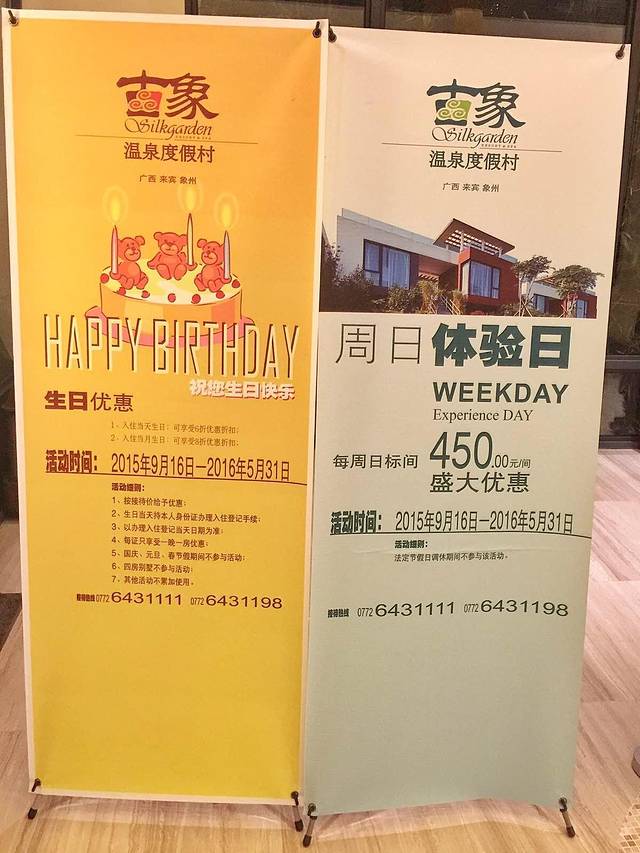 古象
Silkgarden
RESORT & SPA
温泉度假村
广西 来宾 象州
HAPPY BIRTHDAY
祝您生日快乐
生日优惠
1、入住当天生日：可享受6折优惠折扣；
2、入住当月生日：可享受8折优惠折扣；
活动时间： 2015年9月16日—2016年5月31日
活动细则：
1、按接待价给予优惠；
2、生日当天持本人身份证办理入住登记手续；
3、以办理入住登记当天日期为准；
4、每证只享受一晚一房优惠；
5、国庆、元旦、春节假期间不参与活动；
6、四房别墅不参与活动；
7、其他活动不累加使用。
接待热线 0772 6431111 0772 6431198
古象
Silkgarden
RESORT & SPA
温泉度假村
广西 来宾 象州
周日体验日
WEEKDAY
Experience DAY
每周日标间 450.00元/间
盛大优惠
活动时间： 2015年9月16日—2016年5月31日
活动细则：
法定节假日调休期间不参与该活动。
接待热线 0772 6431111 0772 6431198